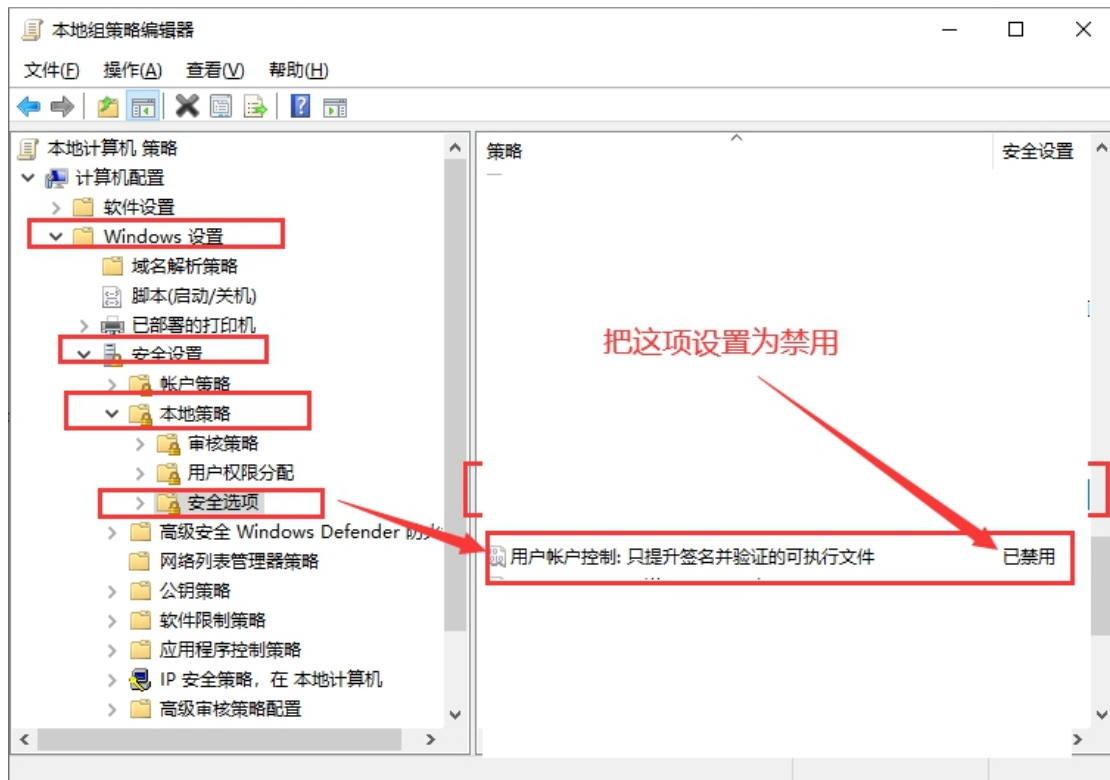 本地组策略编辑器
文件(F) 操作(A) 查看(V) 帮助(H)
本地计算机 策略
计算机配置
软件设置
Windows 设置
域名解析策略
脚本(启动/关机)
已部署的打印机
安全设置
帐户策略
本地策略
审核策略
用户权限分配
安全选项
高级安全 Windows Defender 防火
网络列表管理器策略
公钥策略
软件限制策略
应用程序控制策略
IP 安全策略，在 本地计算机
高级审核策略配置
策略 安全设置
把这项设置为禁用
用户帐户控制: 只提升签名并验证的可执行文件 已禁用